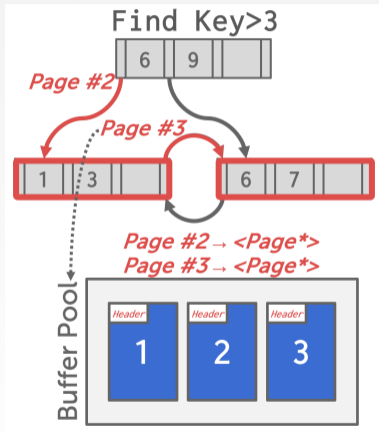 Find Key>3
6 9
Page #2
Page #3
1 3
6 7
Page #2→<Page*>
Page #3→<Page*>
Buffer Pool
Header Header Header
1 2 3